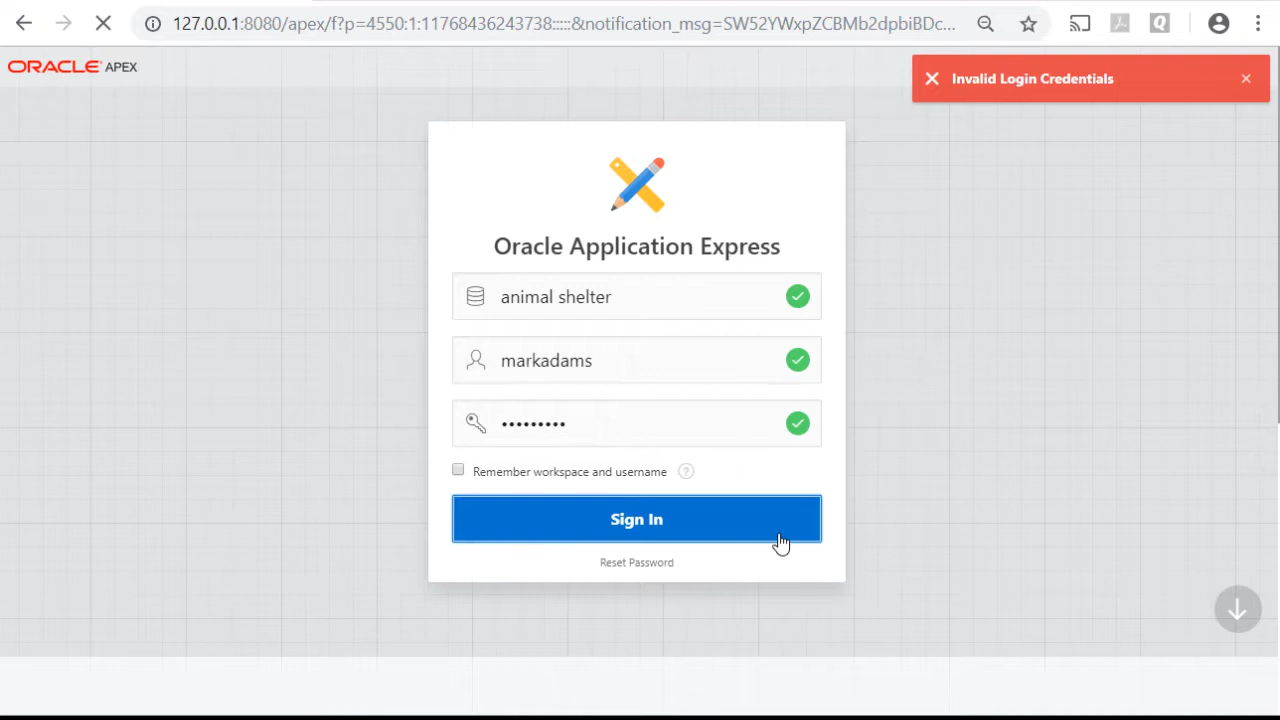 127.0.0.1:8080/apex/f?p=4550:1:11768436243738:::::&notification_msg=SW52YWxpZCBMb2dpbiBDc...
ORACLE APEX
Invalid Login Credentials
Oracle Application Express
animal shelter
markadams
•••••••••
Remember workspace and username ?
Sign In
Reset Password